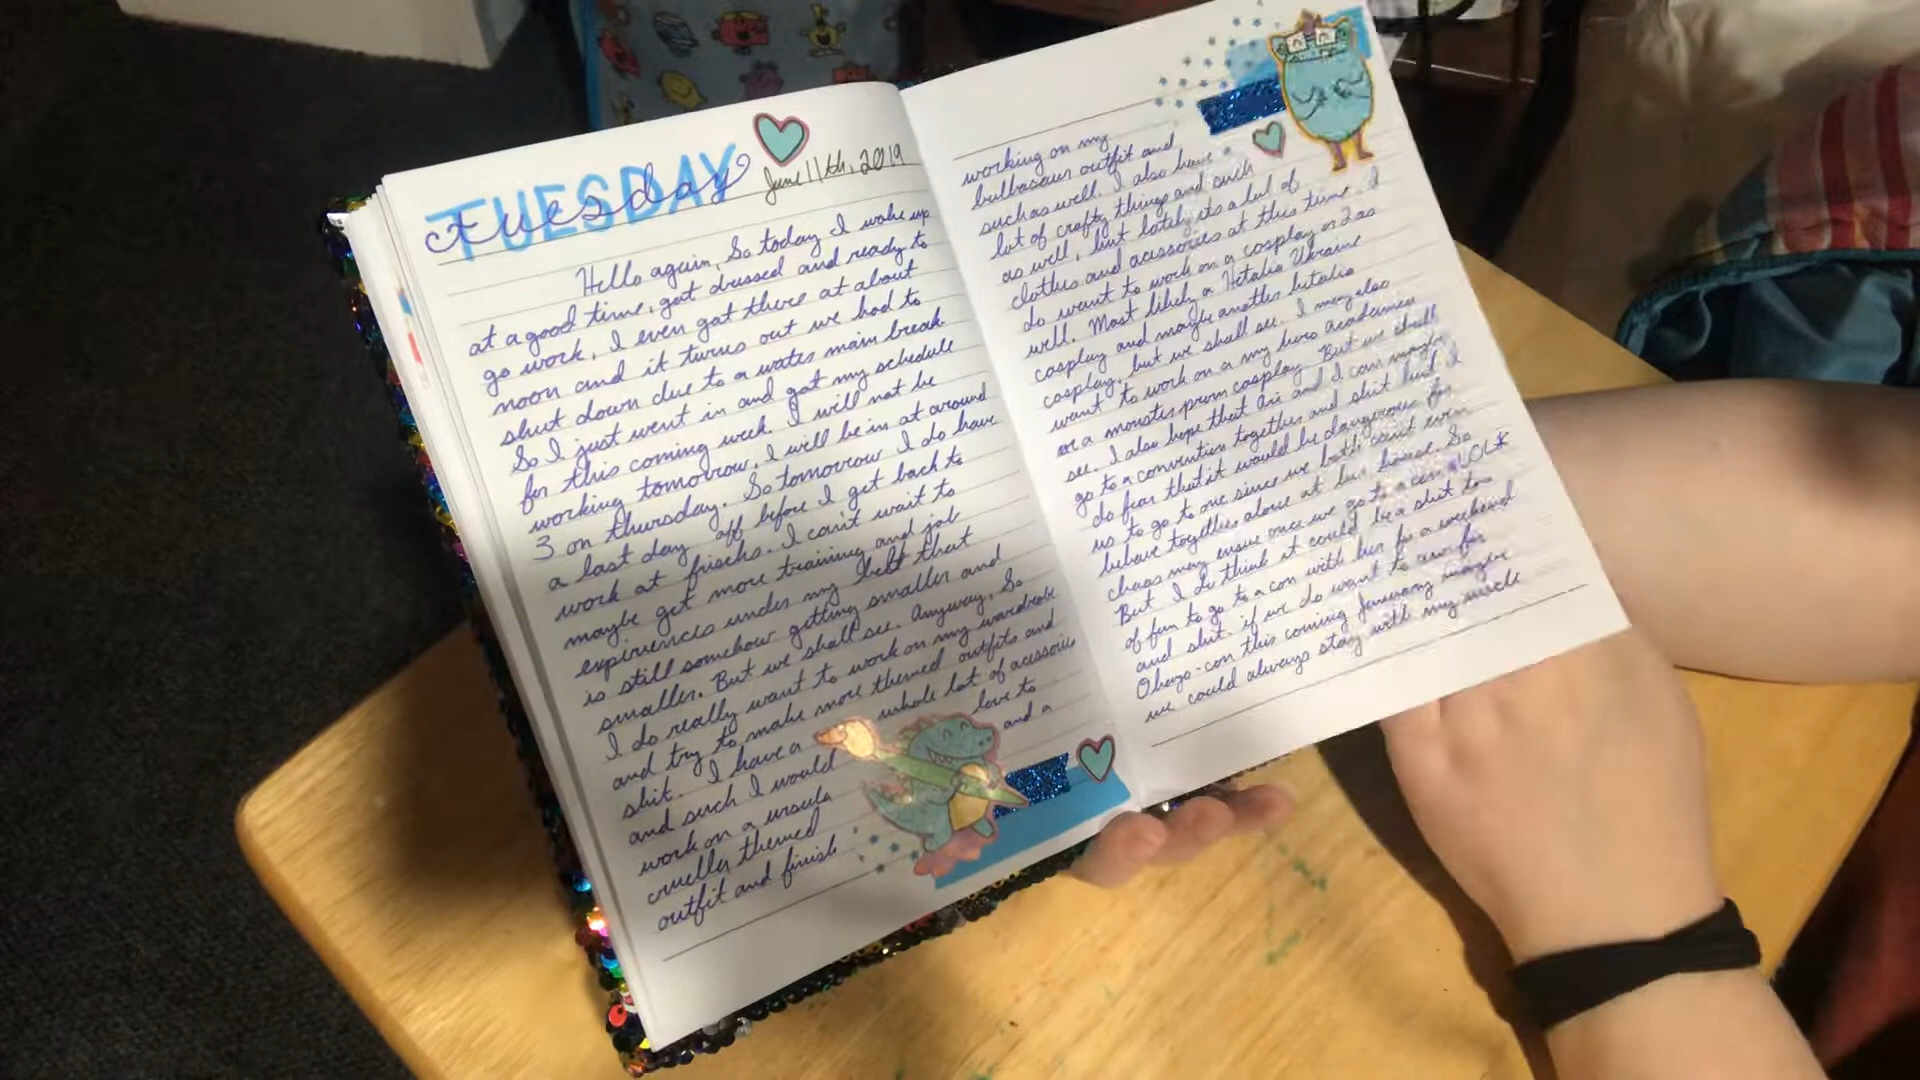 TUESDAY
Tuesday
June 11th, 2019
Hello again, So today I woke up
at a good time, got dressed and ready to
go work, I even got there at about
noon and it turns out we had to
shut down due to a water main break
So I just went in and got my schedule
for this coming week. I will not be
working tomorrow, I will be in at around
3 on thursday. So tomorrow I do have
a last day off before I get back to
work at frischs. I can't wait to
maybe get more training and job
experiences under my belt that
is still somehow getting smaller and
smaller. But we shall see. Anyway, So
I do really want to work on my wardrobe
and try to make more themed outfits and
shit. I have a whole lot of acessories
and such I would love to
work on a ursula and a
cruella themed
outfit and finish
working on my
bulbasaur outfit and
such as well. I also have
lot of crafty things and such
as well, but lately its a lot of
clothes and acessories at this time. I
do want to work on a cosplay or 2 as
well. Most likely a Hetalia Ukraine
cosplay and maybe another hetalia
cosplay, but we shall see. I may also
want to work on a my hero academia
or a monster prom cosplay. But we shall
see. I also hope that Ari and I can maybe
go to a convention together and shit but I
do fear that it would be dangerous for
us to go to one since we both can't even
behave together alone at her house. So
chaos may ensue once we go to a con *LOL*
But I do think it could be a shit ton
of fun to go to a con with her for a weekend
and shit. if we do want to aim for
Ohayo-con this coming January maybe
we could always stay with my uncle